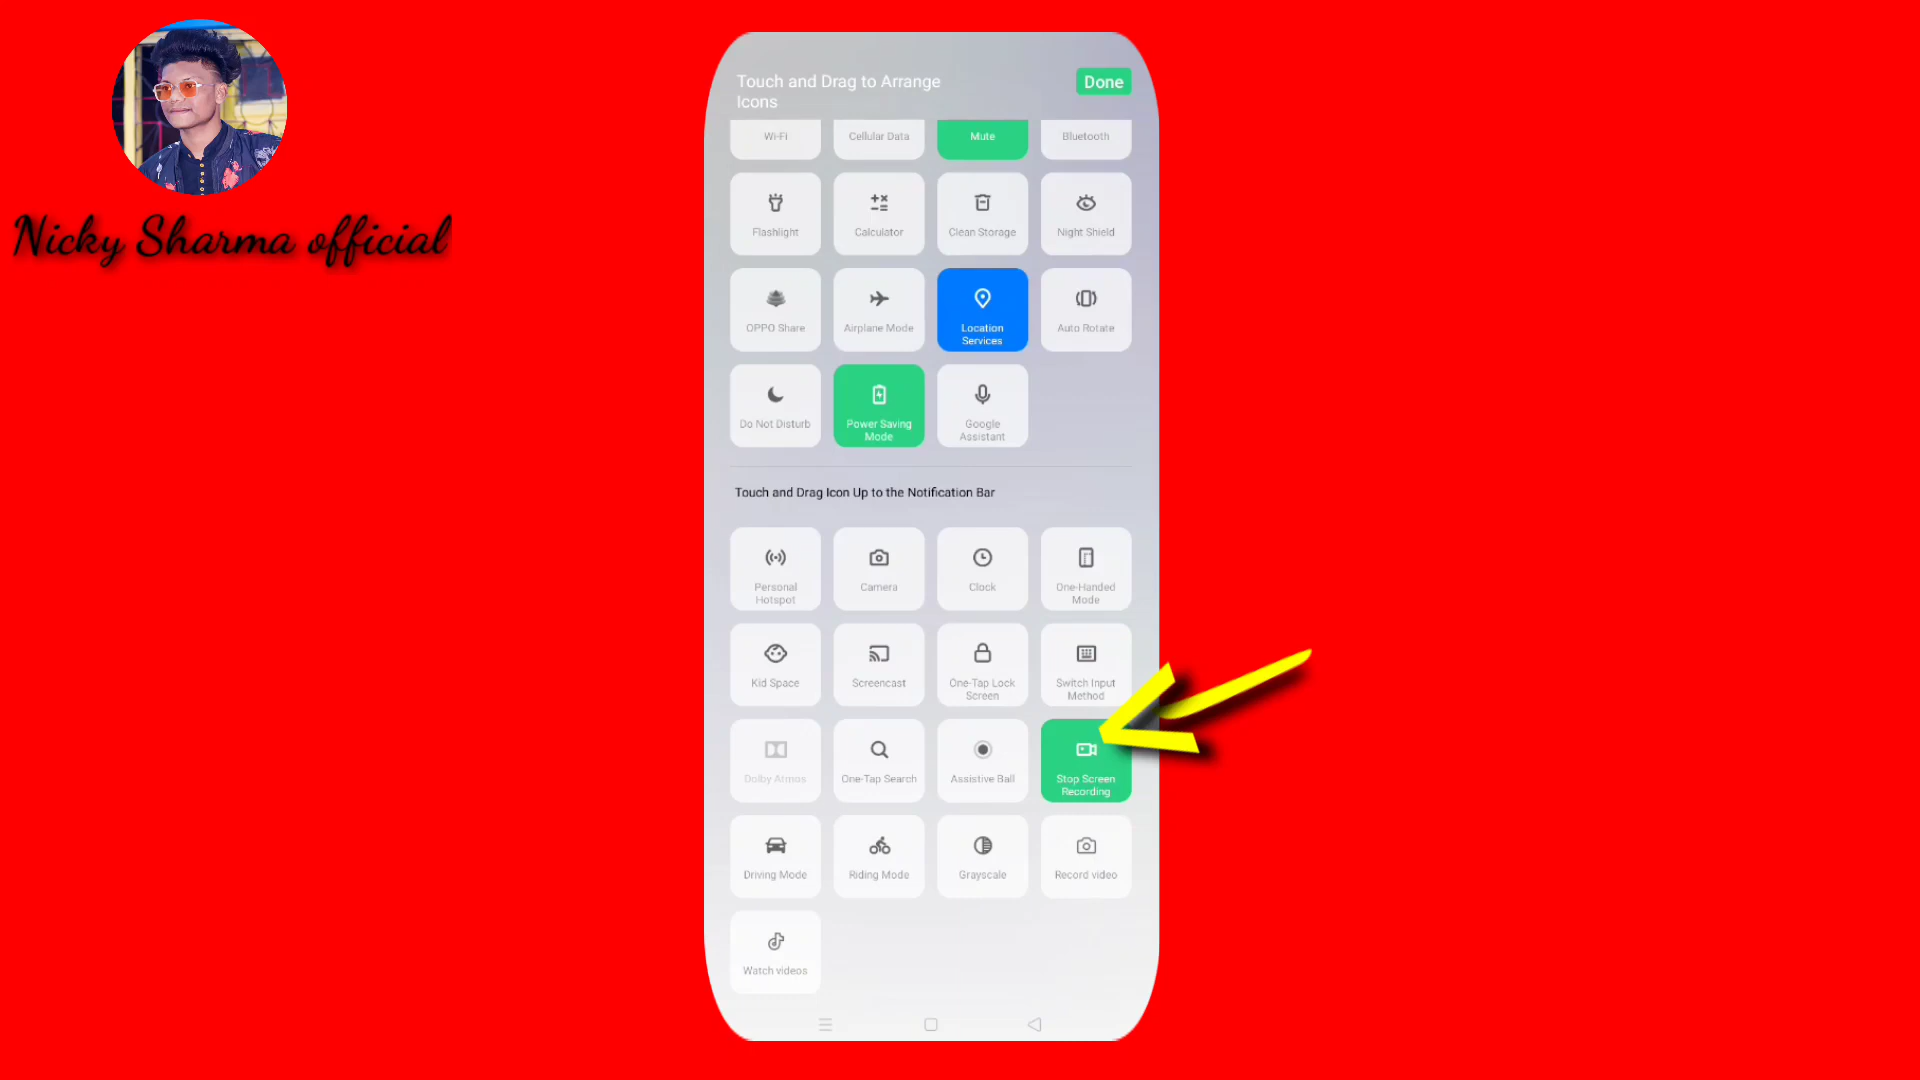 Nicky Sharma official
Touch and Drag to Arrange
Icons
Done
Wi-Fi
Cellular Data
Mute
Bluetooth
Flashlight
Calculator
Clean Storage
Night Shield
OPPO Share
Airplane Mode
Location
Services
Auto Rotate
Do Not Disturb
Power Saving
Mode
Google
Assistant
Touch and Drag Icon Up to the Notification Bar
Personal
Hotspot
Camera
Clock
One-Handed
Mode
Kid Space
Screencast
One-Tap Lock
Screen
Switch Input
Method
Dolby Atmos
One-Tap Search
Assistive Ball
Stop Screen
Recording
Driving Mode
Riding Mode
Grayscale
Record video
Watch videos